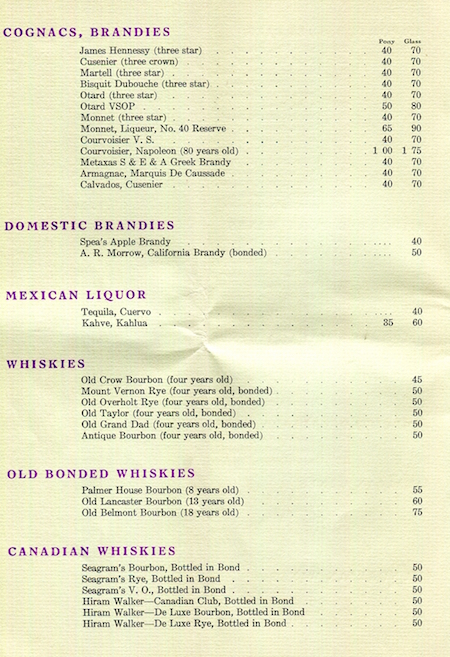 COGNACS, BRANDIES
Pony Glass
James Hennessy (three star) 40 70
Cusenier (three crown) 40 70
Martell (three star) 40 70
Bisquit Dubouche (three star) 40 70
Otard (three star) 40 70
Otard VSOP 50 80
Monnet (three star) 40 70
Monnet, Liqueur, No. 40 Reserve 65 90
Courvoisier V. S. 40 70
Courvoisier, Napoleon (80 years old) 1 00 1 75
Metaxas S & E & A Greek Brandy 40 70
Armagnac, Marquis De Caussade 40 70
Calvados, Cusenier 40 70
DOMESTIC BRANDIES
Spea's Apple Brandy 40
A. R. Morrow, California Brandy (bonded) 50
MEXICAN LIQUOR
Tequila, Cuervo 40
Kahve, Kahlua 35 60
WHISKIES
Old Crow Bourbon (four years old) 45
Mount Vernon Rye (four years old, bonded) 50
Old Overholt Rye (four years old, bonded) 50
Old Taylor (four years old, bonded) 50
Old Grand Dad (four years old, bonded) 50
Antique Bourbon (four years old, bonded) 50
OLD BONDED WHISKIES
Palmer House Bourbon (8 years old) 55
Old Lancaster Bourbon (13 years old) 60
Old Belmont Bourbon (18 years old) 75
CANADIAN WHISKIES
Seagram's Bourbon, Bottled in Bond 50
Seagram's Rye, Bottled in Bond 50
Seagram's V. O., Bottled in Bond 50
Hiram Walker—Canadian Club, Bottled in Bond 50
Hiram Walker—De Luxe Bourbon, Bottled in Bond 50
Hiram Walker—De Luxe Rye, Bottled in Bond 50